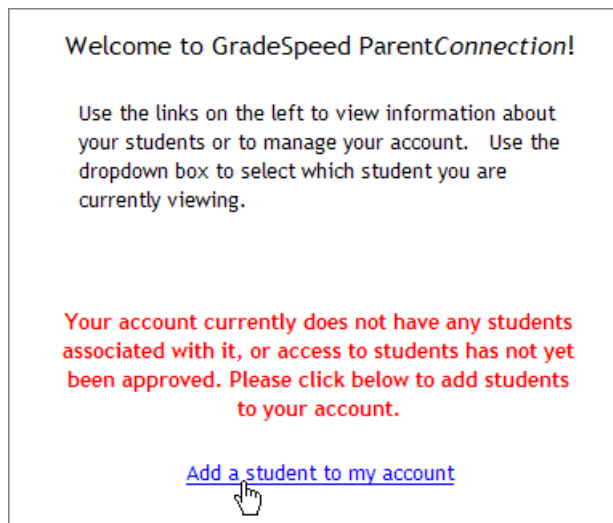 Welcome to GradeSpeed ParentConnection!
Use the links on the left to view information about
your students or to manage your account. Use the
dropdown box to select which student you are
currently viewing.
Your account currently does not have any students
associated with it, or access to students has not yet
been approved. Please click below to add students
to your account.
Add a student to my account